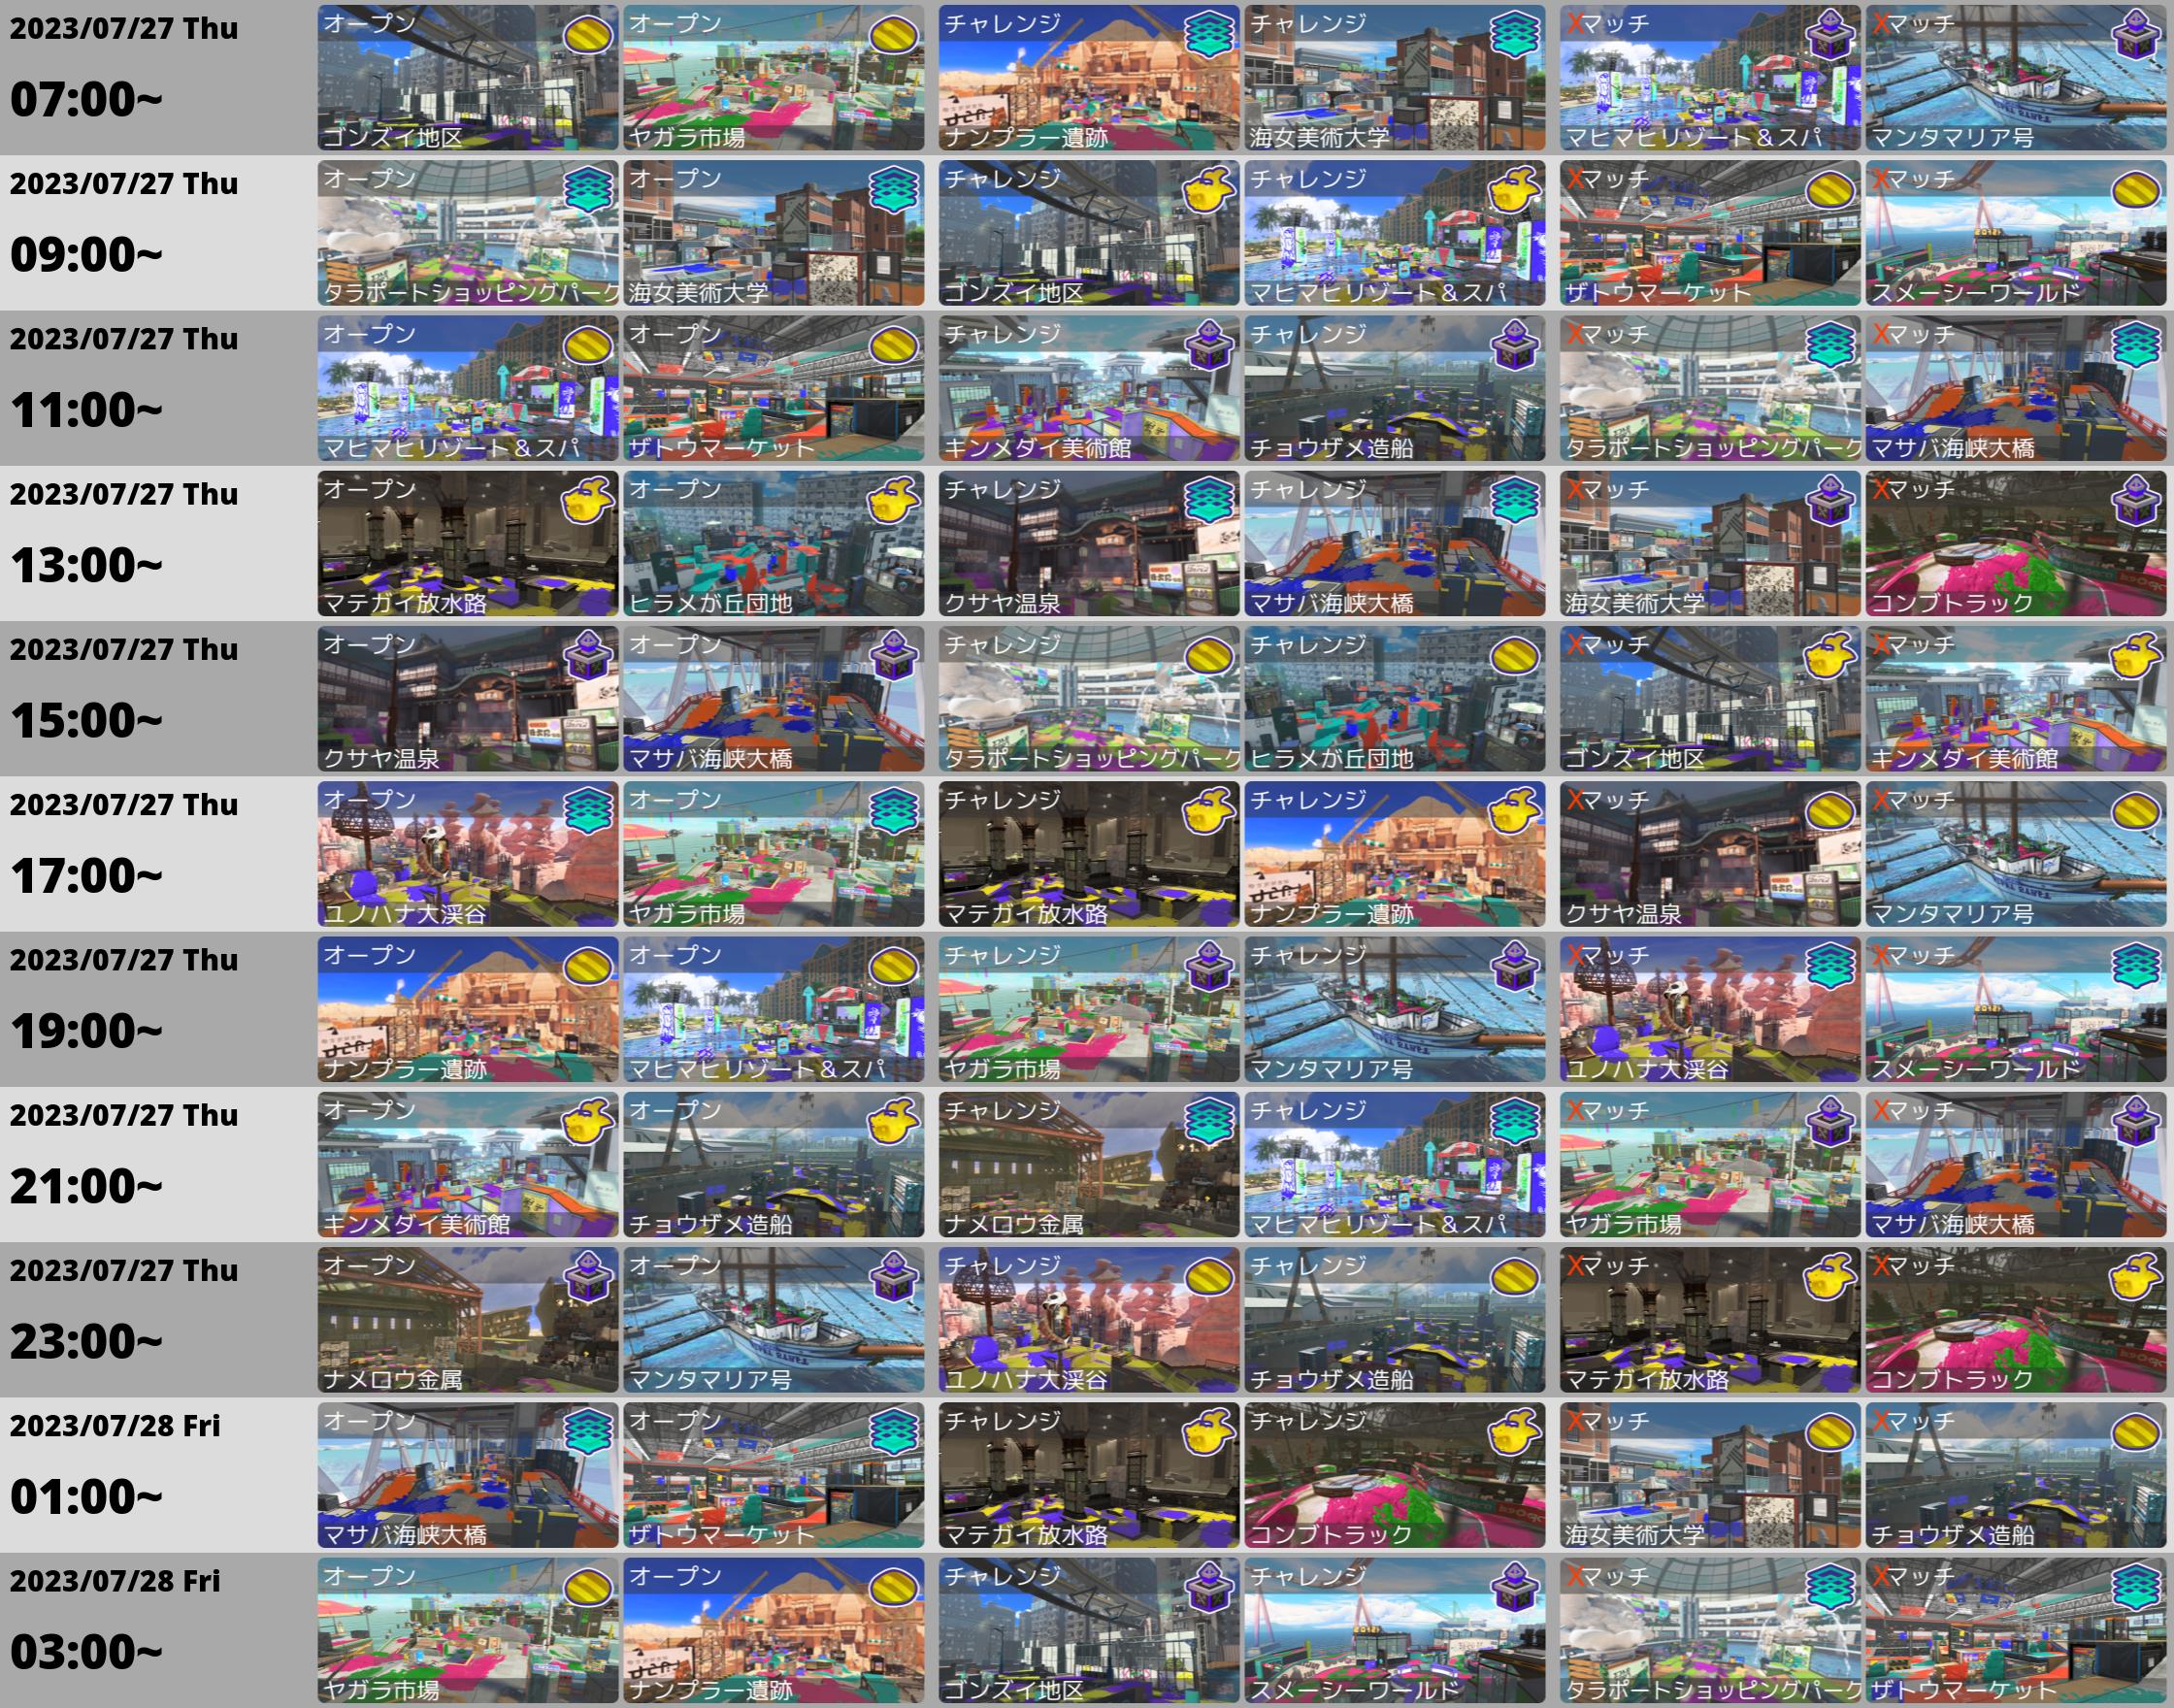 2023/07/27 Thu
07:00~
オープン オープン チャレンジ チャレンジ Xマッチ Xマッチ
ゴンズイ地区 ヤガラ市場 ナンプラー遺跡 海女美術大学 マヒマヒリゾート＆スパ マンタマリア号
2023/07/27 Thu
09:00~
オープン オープン チャレンジ チャレンジ Xマッチ Xマッチ
タラポートショッピングパーク 海女美術大学 ゴンズイ地区 マヒマヒリゾート＆スパ ザトウマーケット スメーシーワールド
2023/07/27 Thu
11:00~
オープン オープン チャレンジ チャレンジ Xマッチ Xマッチ
マヒマヒリゾート＆スパ ザトウマーケット キンメダイ美術館 チョウザメ造船 タラポートショッピングパーク マサバ海峡大橋
2023/07/27 Thu
13:00~
オープン オープン チャレンジ チャレンジ Xマッチ Xマッチ
マテガイ放水路 ヒラメが丘団地 クサヤ温泉 マサバ海峡大橋 海女美術大学 コンブトラック
2023/07/27 Thu
15:00~
オープン オープン チャレンジ チャレンジ Xマッチ Xマッチ
クサヤ温泉 マサバ海峡大橋 タラポートショッピングパーク ヒラメが丘団地 ゴンズイ地区 キンメダイ美術館
2023/07/27 Thu
17:00~
オープン オープン チャレンジ チャレンジ Xマッチ Xマッチ
ユノハナ大渓谷 ヤガラ市場 マテガイ放水路 ナンプラー遺跡 クサヤ温泉 マンタマリア号
2023/07/27 Thu
19:00~
オープン オープン チャレンジ チャレンジ Xマッチ Xマッチ
ナンプラー遺跡 マヒマヒリゾート＆スパ ヤガラ市場 マンタマリア号 ユノハナ大渓谷 スメーシーワールド
2023/07/27 Thu
21:00~
オープン オープン チャレンジ チャレンジ Xマッチ Xマッチ
キンメダイ美術館 チョウザメ造船 ナメロウ金属 マヒマヒリゾート＆スパ ヤガラ市場 マサバ海峡大橋
2023/07/27 Thu
23:00~
オープン オープン チャレンジ チャレンジ Xマッチ Xマッチ
ナメロウ金属 マンタマリア号 ユノハナ大渓谷 チョウザメ造船 マテガイ放水路 コンブトラック
2023/07/28 Fri
01:00~
オープン オープン チャレンジ チャレンジ Xマッチ Xマッチ
マサバ海峡大橋 ザトウマーケット マテガイ放水路 コンブトラック 海女美術大学 チョウザメ造船
2023/07/28 Fri
03:00~
オープン オープン チャレンジ チャレンジ Xマッチ Xマッチ
ヤガラ市場 ナンプラー遺跡 ゴンズイ地区 スメーシーワールド タラポートショッピングパーク ザトウマーケット